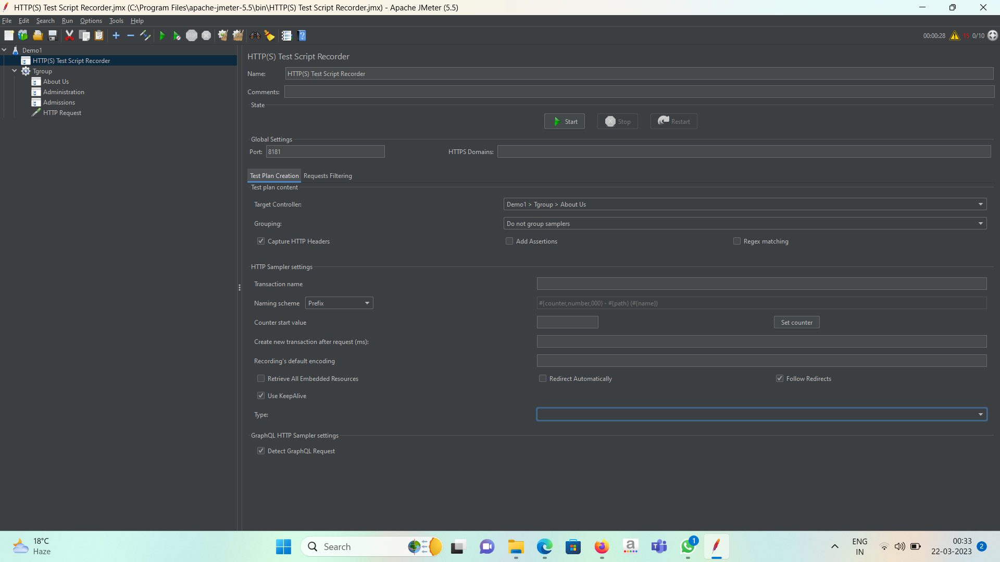 HTTP(S) Test Script Recorder.jmx (C:\Program Files\apache-jmeter-5.5\bin\HTTP(S) Test Script Recorder.jmx) - Apache JMeter (5.5)
File Edit Search Run Options Tools Help
00:00:28 15 0/10
Demo1
HTTP(S) Test Script Recorder
Tgroup
About Us
Administration
Admissions
HTTP Request
HTTP(S) Test Script Recorder
Name: HTTP(S) Test Script Recorder
Comments:
State
Start Stop Restart
Global Settings
Port: 8181 HTTPS Domains:
Test Plan Creation Requests Filtering
Test plan content
Target Controller: Demo1 > Tgroup > About Us
Grouping: Do not group samplers
Capture HTTP Headers Add Assertions Regex matching
HTTP Sampler settings
Transaction name
Naming scheme Prefix #{counter,number,000} - #{path} (#{name})
Counter start value Set counter
Create new transaction after request (ms):
Recording's default encoding
Retrieve All Embedded Resources Redirect Automatically Follow Redirects
Use KeepAlive
Type:
GraphQL HTTP Sampler settings
Detect GraphQL Request
18°C
Haze
Search
a
1
ENG
IN
00:33
22-03-2023
2